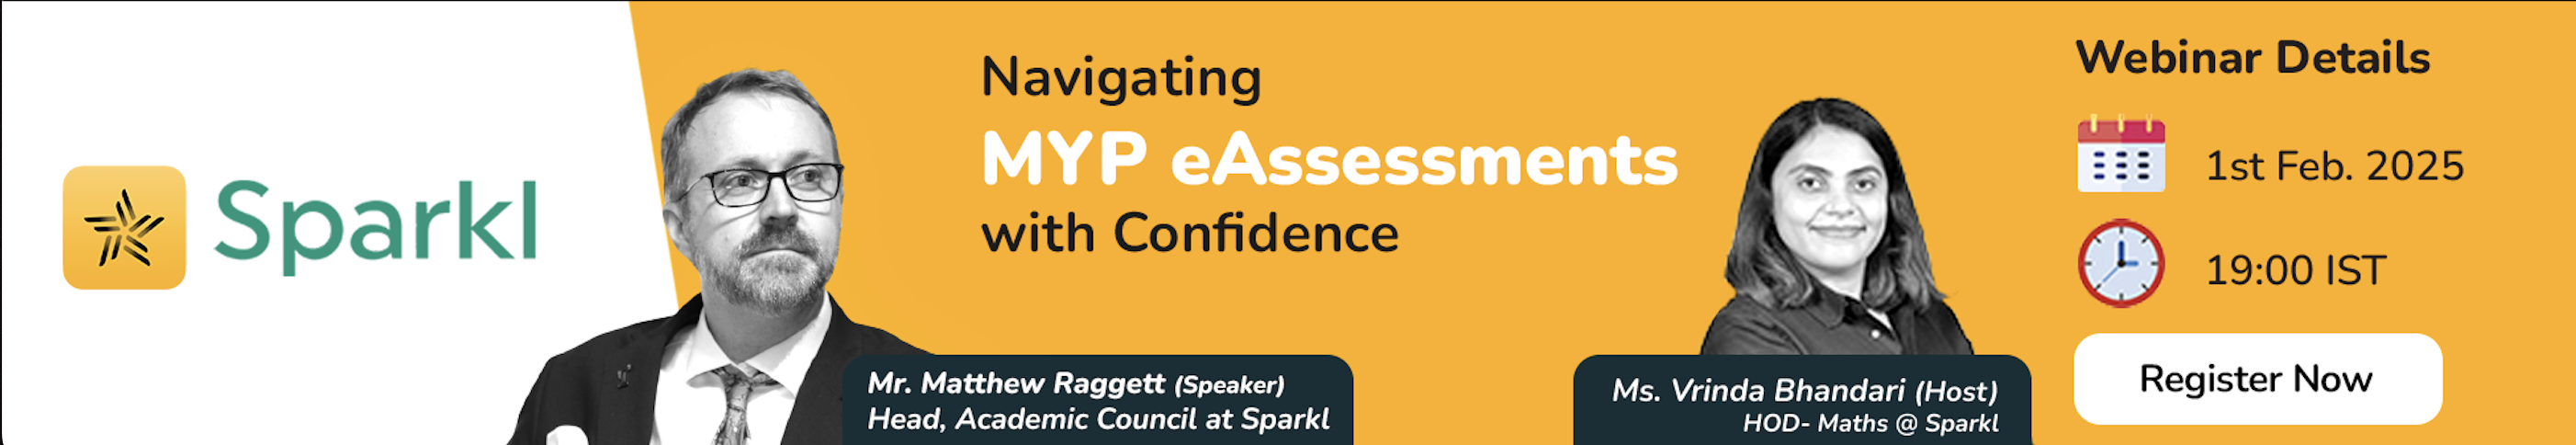 Sparkl
Navigating
MYP eAssessments
with Confidence
Mr. Matthew Raggett (Speaker)
Head, Academic Council at Sparkl
Ms. Vrinda Bhandari (Host)
HOD- Maths @ Sparkl
Webinar Details
1st Feb. 2025
19:00 IST
Register Now